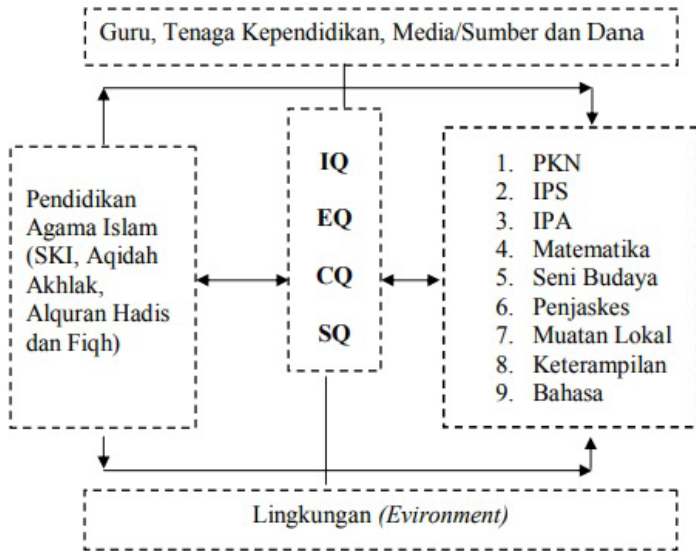 Guru, Tenaga Kependidikan, Media/Sumber dan Dana
Pendidikan
Agama Islam
(SKI, Aqidah
Akhlak,
Alquran Hadis
dan Fiqh)
IQ
EQ
CQ
SQ
1. PKN
2. IPS
3. IPA
4. Matematika
5. Seni Budaya
6. Penjaskes
7. Muatan Lokal
8. Keterampilan
9. Bahasa
Lingkungan (Evironment)